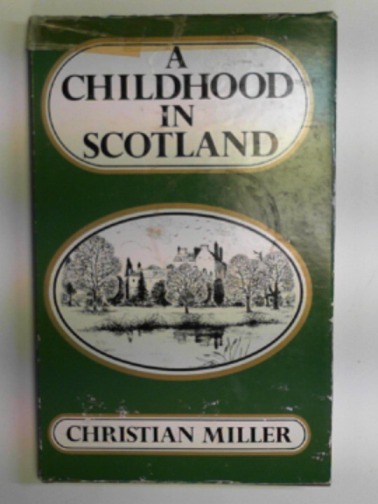 A
CHILDHOOD
IN
SCOTLAND
CHRISTIAN MILLER